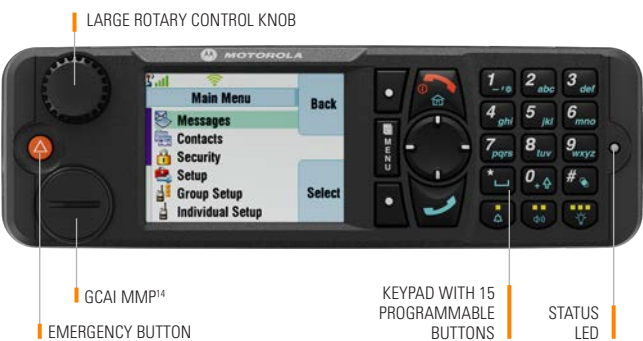 LARGE ROTARY CONTROL KNOB
MOTOROLA
Main Menu
Back
Messages
Contacts
Security
Setup
Group Setup
Individual Setup
Select
MENU
1
2 abc
3 def
4 ghi
5 jkl
6 mno
7 pqrs
8 tuv
9 wxyz
*
0 +
#
GCAI MMP¹⁴
EMERGENCY BUTTON
KEYPAD WITH 15
PROGRAMMABLE
BUTTONS
STATUS
LED